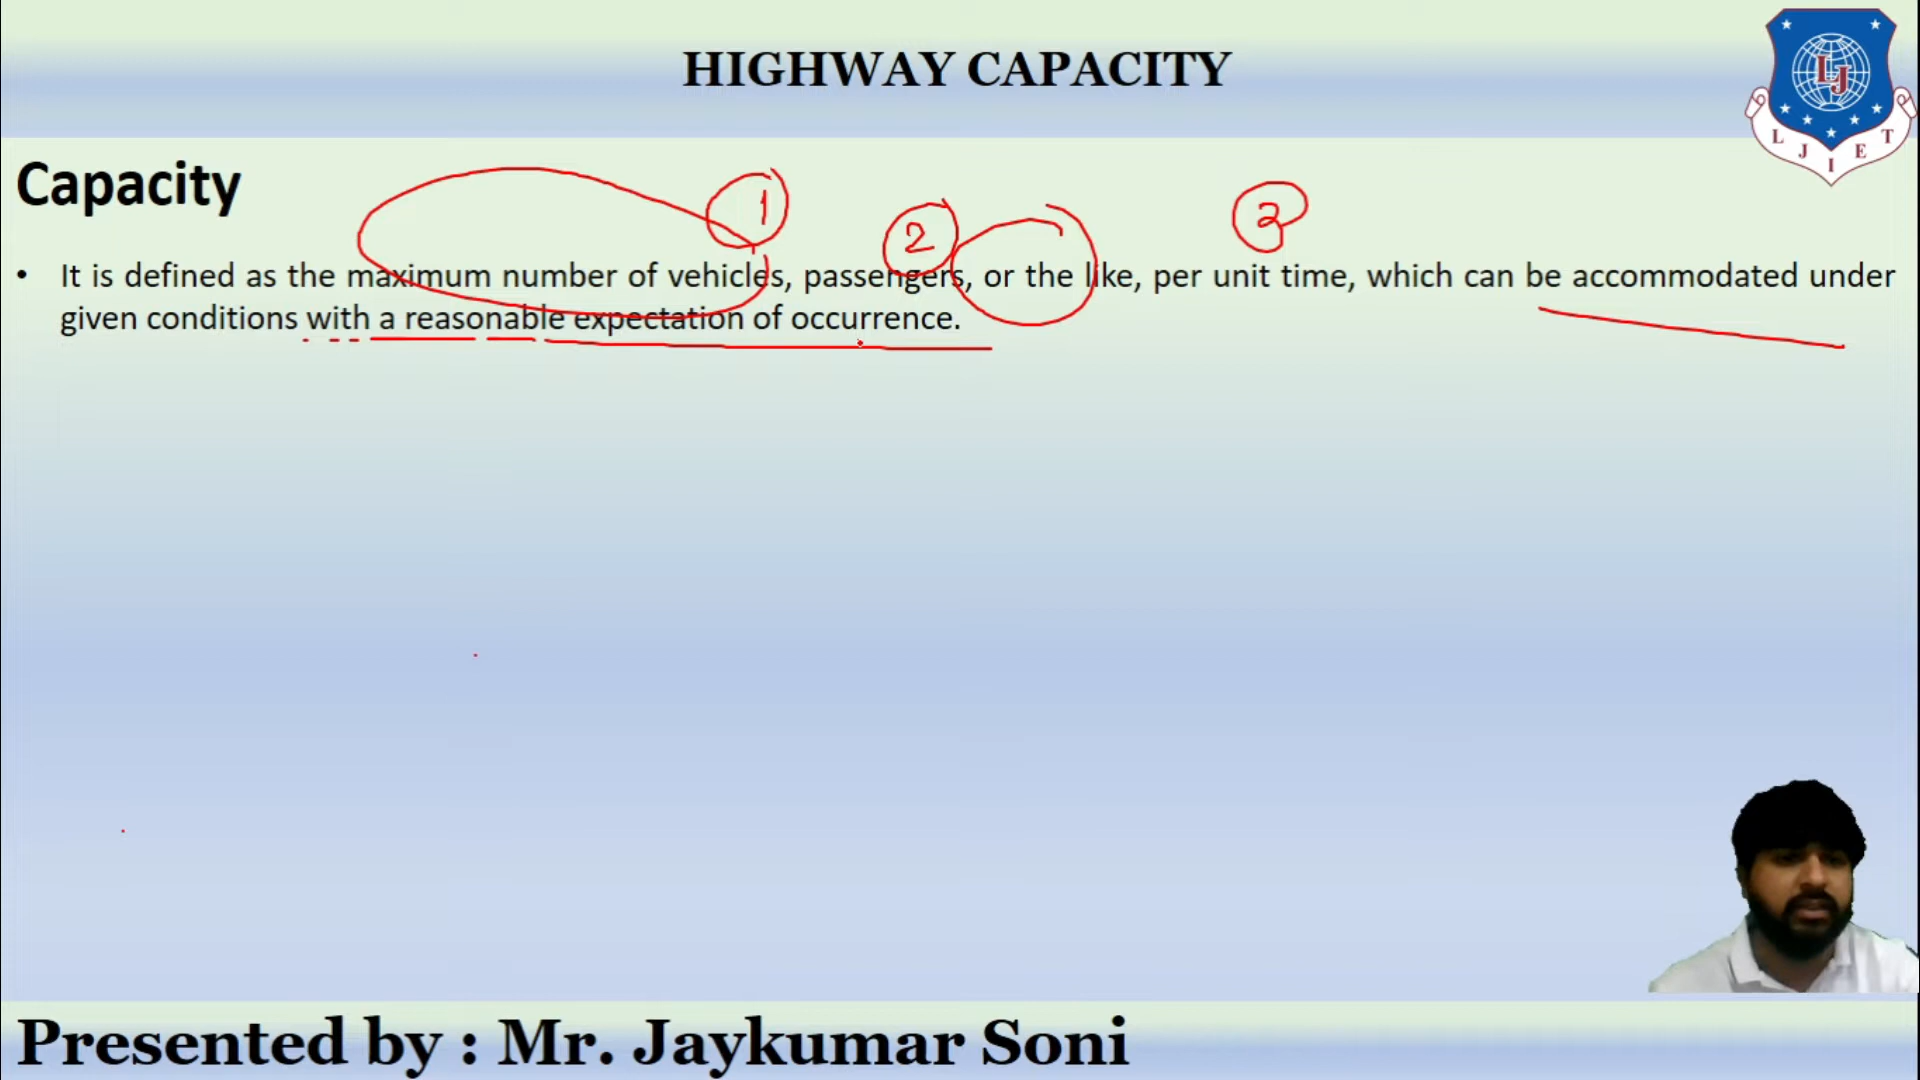 HIGHWAY CAPACITY
LJ
L J I E T
Capacity
1
2
3
• It is defined as the maximum number of vehicles, passengers, or the like, per unit time, which can be accommodated under
given conditions with a reasonable expectation of occurrence.
Presented by : Mr. Jaykumar Soni